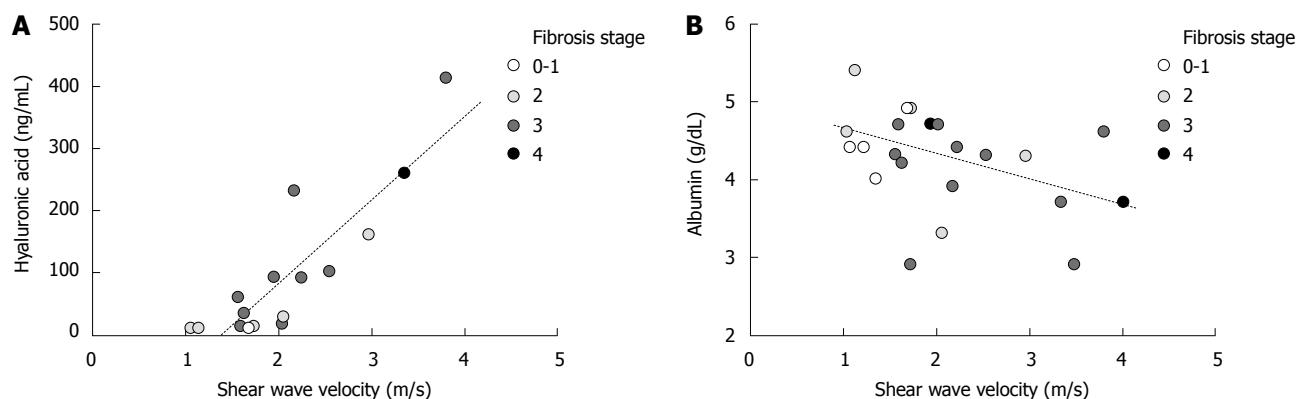 A
Hyaluronic acid (ng/mL)
500
400
300
200
100
0
0 1 2 3 4 5
Shear wave velocity (m/s)
Fibrosis stage
0-1
2
3
4
B
Albumin (g/dL)
6
5
4
3
2
0 1 2 3 4 5
Shear wave velocity (m/s)
Fibrosis stage
0-1
2
3
4